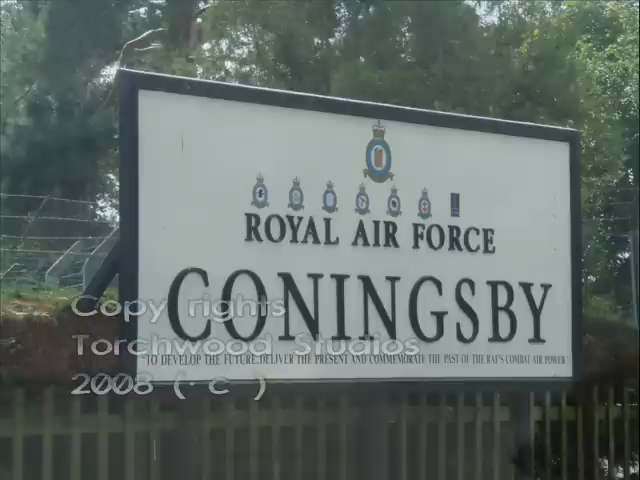 ROYAL AIR FORCE
CONINGSBY
"TO DEVELOP THE FUTURE, DELIVER THE PRESENT AND COMMEMORATE THE PAST OF THE RAF'S COMBAT AIR POWER"
Copy rights
Torchwood Studios
2008 ( C )